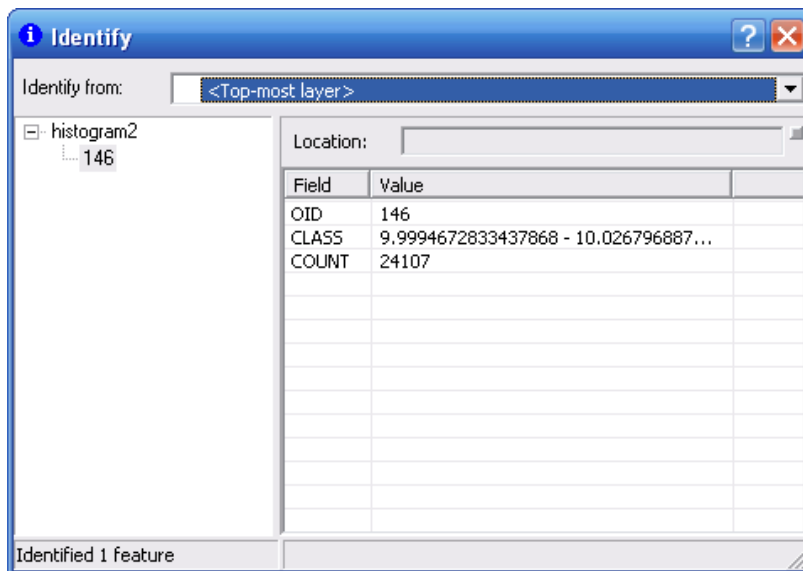 Identify
Identify from: <Top-most layer>
histogram2
146
Location:
Field Value
OID 146
CLASS 9.9994672833437868 - 10.026796887...
COUNT 24107
Identified 1 feature